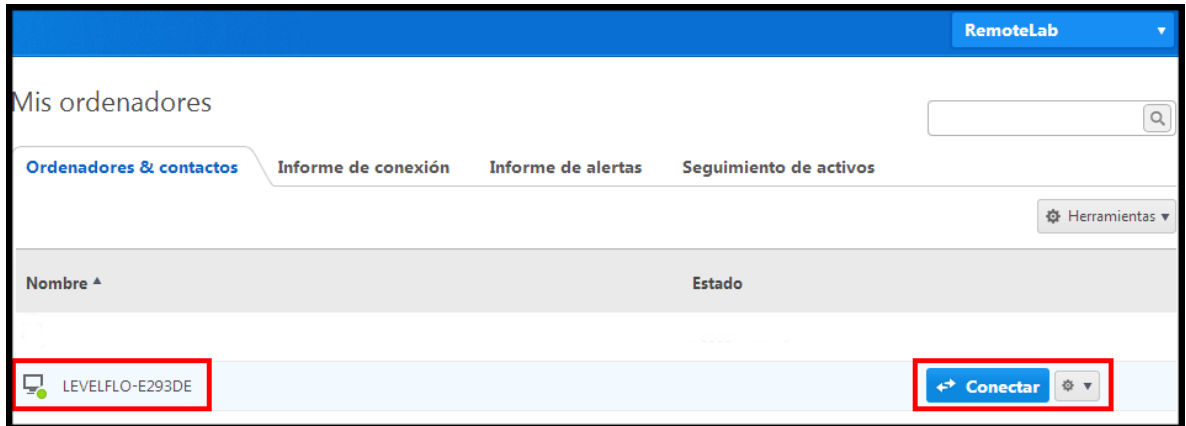 RemoteLab
Mis ordenadores
Ordenadores & contactos Informe de conexión Informe de alertas Seguimiento de activos
Herramientas
Nombre Estado
LEVELFLO-E293DE Conectar